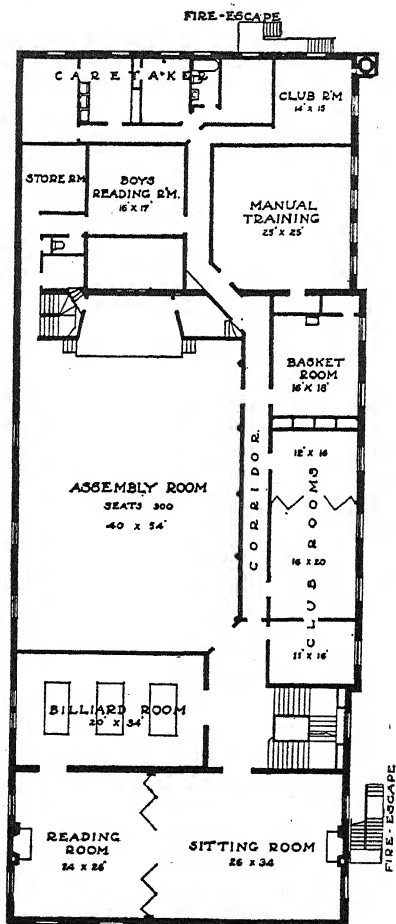 FIRE-ESCAPE
CARETAKER
CLUB R'M
14' x 15
STORE R.M.
BOYS
READING R'M.
16' x 17'
MANUAL
TRAINING
25' x 25'
BASKET
ROOM
16' x 18'
12' x 16
CORRIDOR.
CLUB ROOMS
ASSEMBLY ROOM
SEATS 300
40 x 54'
16 x 20
11' x 16'
BILLIARD ROOM
20' x 34'
READING
ROOM
24 x 26'
SITTING ROOM
26 x 34
FIRE-ESCAPE